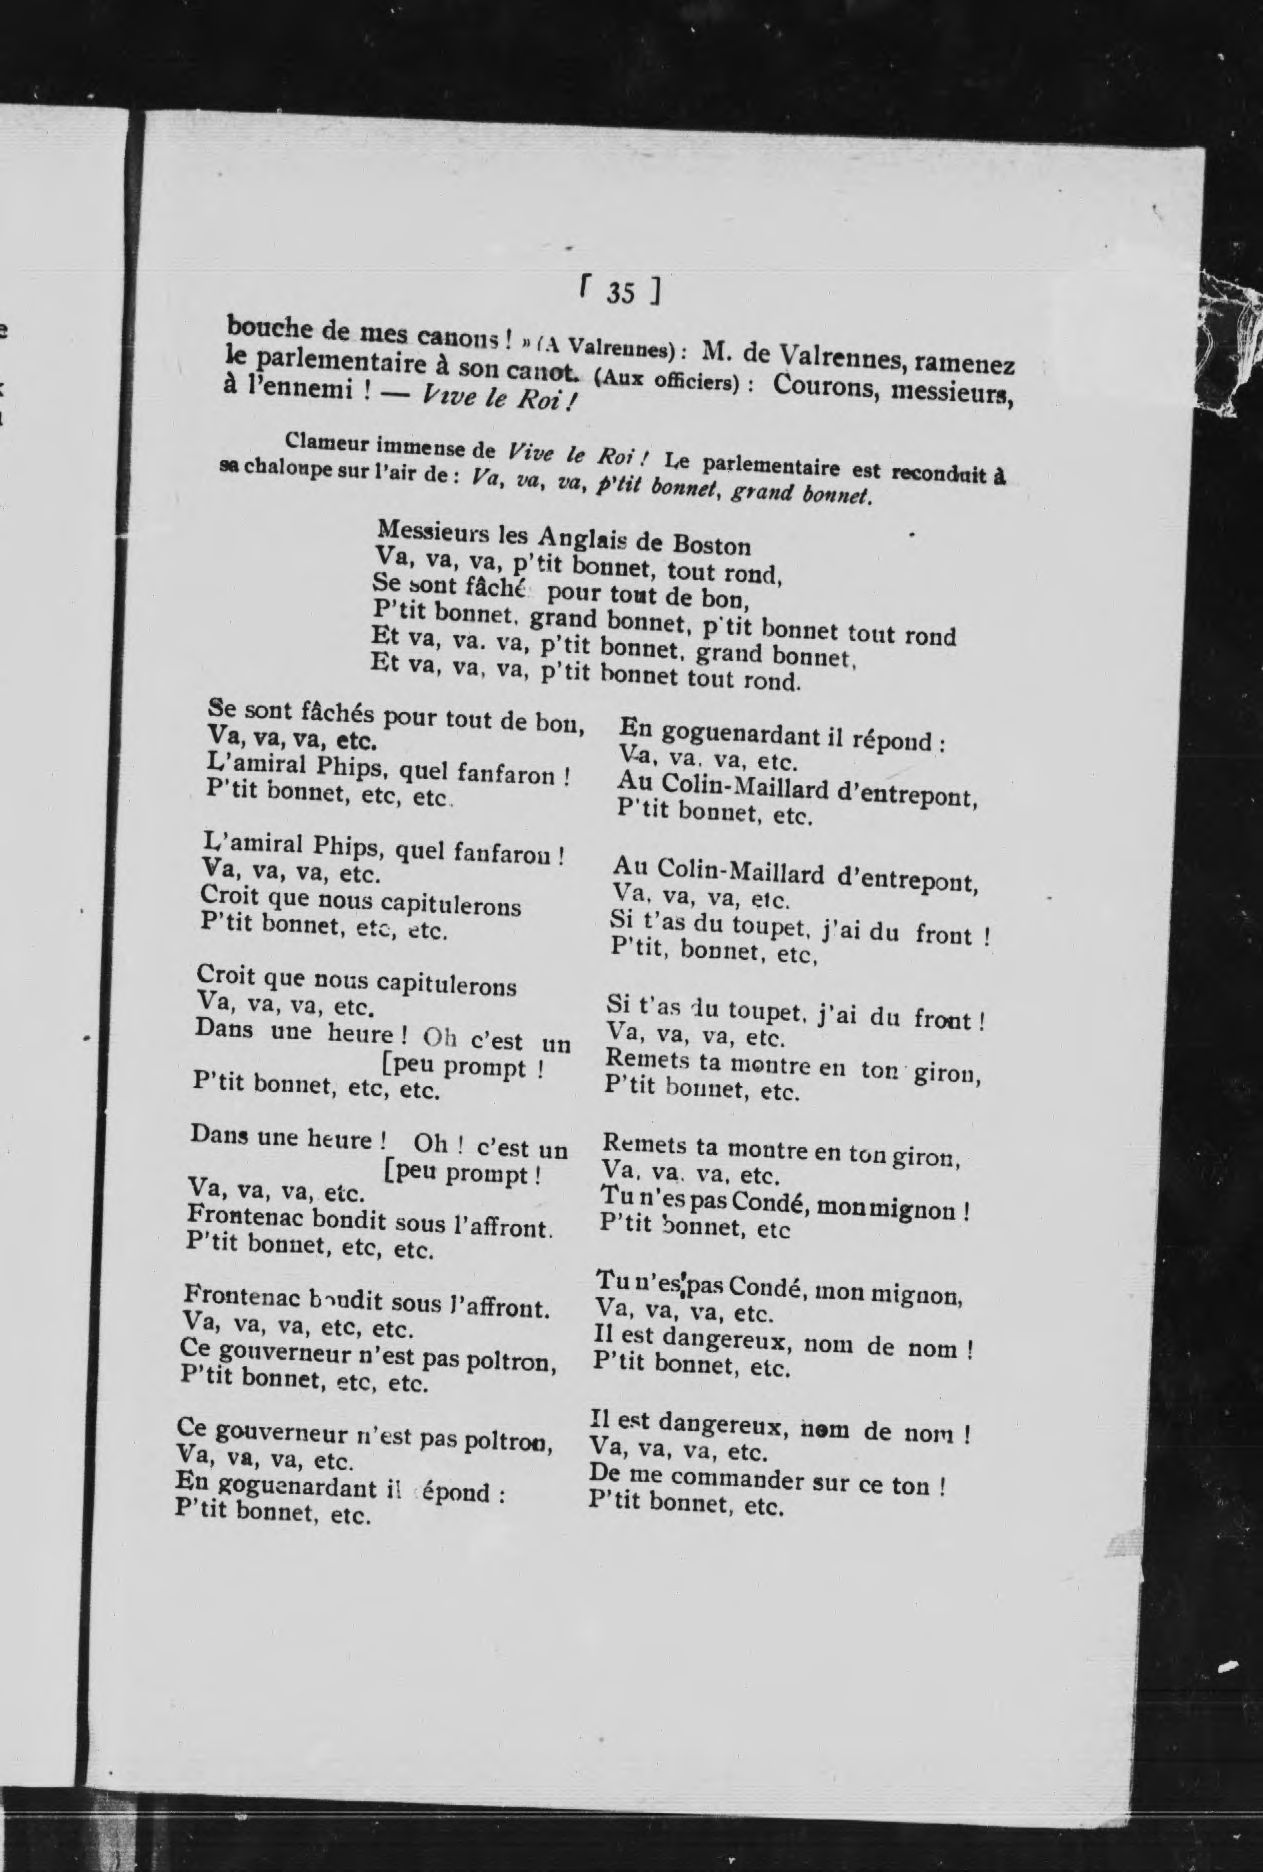 [ 35 ]
bouche de mes canons ! » (A Valrennes) : M. de Valrennes, ramenez
le parlementaire à son canot. (Aux officiers) : Courons, messieurs,
à l'ennemi ! — Vive le Roi !
Clameur immense de Vive le Roi ! Le parlementaire est reconduit à
sa chaloupe sur l'air de : Va, va, va, p'tit bonnet, grand bonnet.
Messieurs les Anglais de Boston
Va, va, va, p'tit bonnet, tout rond,
Se sont fâché pour tout de bon,
P'tit bonnet, grand bonnet, p'tit bonnet tout rond
Et va, va. va, p'tit bonnet, grand bonnet,
Et va, va, va, p'tit bonnet tout rond.
Se sont fâchés pour tout de bon,
Va, va, va, etc.
L'amiral Phips, quel fanfaron !
P'tit bonnet, etc, etc.
L'amiral Phips, quel fanfaron !
Va, va, va, etc.
Croit que nous capitulerons
P'tit bonnet, etc, etc.
Croit que nous capitulerons
Va, va, va, etc.
Dans une heure ! Oh c'est un
[peu prompt !
P'tit bonnet, etc, etc.
Dans une heure ! Oh ! c'est un
[peu prompt !
Va, va, va, etc.
Frontenac bondit sous l'affront.
P'tit bonnet, etc, etc.
Frontenac bondit sous l'affront.
Va, va, va, etc, etc.
Ce gouverneur n'est pas poltron,
P'tit bonnet, etc, etc.
Ce gouverneur n'est pas poltron,
Va, va, va, etc.
En goguenardant il épond :
P'tit bonnet, etc.
En goguenardant il répond :
Va, va. va, etc.
Au Colin-Maillard d'entrepont,
P'tit bonnet, etc.
Au Colin-Maillard d'entrepont,
Va, va, va, etc.
Si t'as du toupet, j'ai du front !
P'tit, bonnet, etc,
Si t'as du toupet, j'ai du front !
Va, va, va, etc.
Remets ta montre en ton giron,
P'tit bonnet, etc.
Remets ta montre en ton giron,
Va, va. va, etc.
Tu n'es pas Condé, mon mignon !
P'tit bonnet, etc
Tu n'es pas Condé, mon mignon,
Va, va, va, etc.
Il est dangereux, nom de nom !
P'tit bonnet, etc.
Il est dangereux, nom de nom !
Va, va, va, etc.
De me commander sur ce ton !
P'tit bonnet, etc.